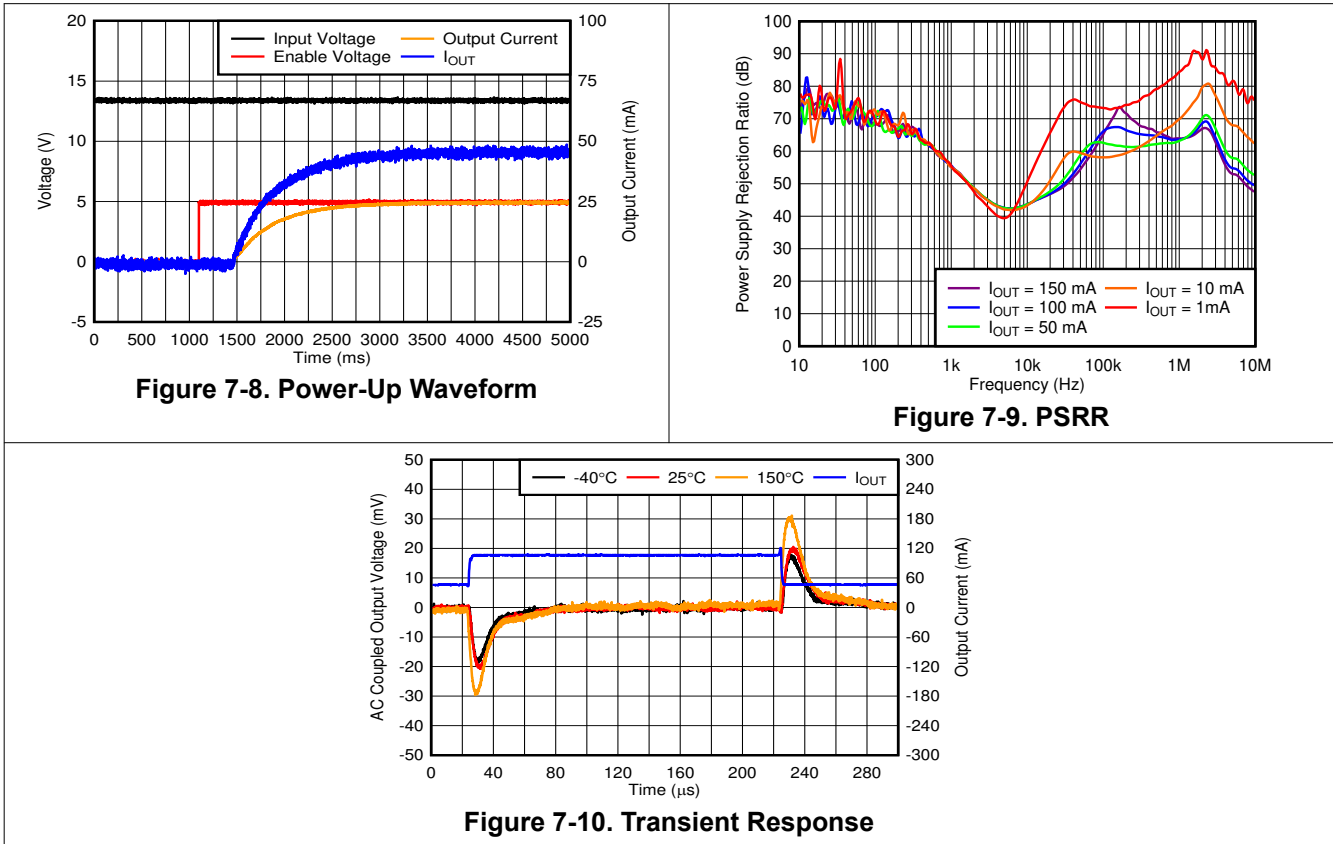 20
15
10
5
0
-5
Voltage (V)
Input Voltage
Output Current
Enable Voltage
IOUT
100
75
50
25
0
-25
Output Current (mA)
0 500 1000 1500 2000 2500 3000 3500 4000 4500 5000
Time (ms)
Figure 7-8. Power-Up Waveform
100
90
80
70
60
50
40
30
20
10
0
Power Supply Rejection Ratio (dB)
IOUT = 150 mA
IOUT = 10 mA
IOUT = 100 mA
IOUT = 1mA
IOUT = 50 mA
10 100 1k 10k 100k 1M 10M
Frequency (Hz)
Figure 7-9. PSRR
50
40
30
20
10
0
-10
-20
-30
-40
-50
AC Coupled Output Voltage (mV)
-40°C 25°C 150°C IOUT
300
240
180
120
60
0
-60
-120
-180
-240
-300
Output Current (mA)
0 40 80 120 160 200 240 280
Time (μs)
Figure 7-10. Transient Response